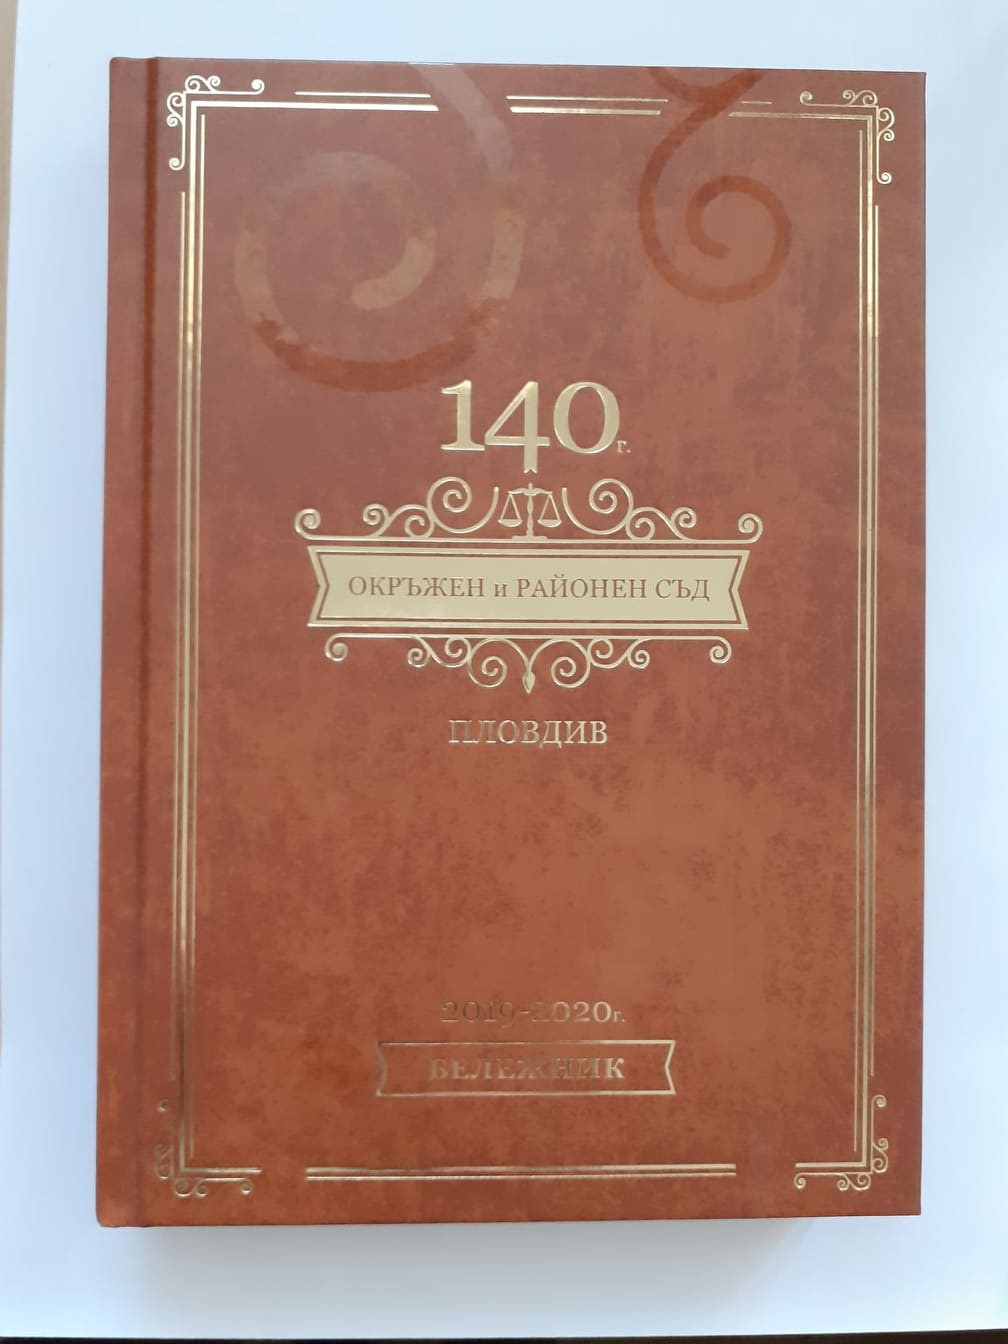 140г.
ОКРЪЖЕН и РАЙОНЕН СЪД
ПЛОВДИВ
2019-2020г.
БЕЛЕЖНИК